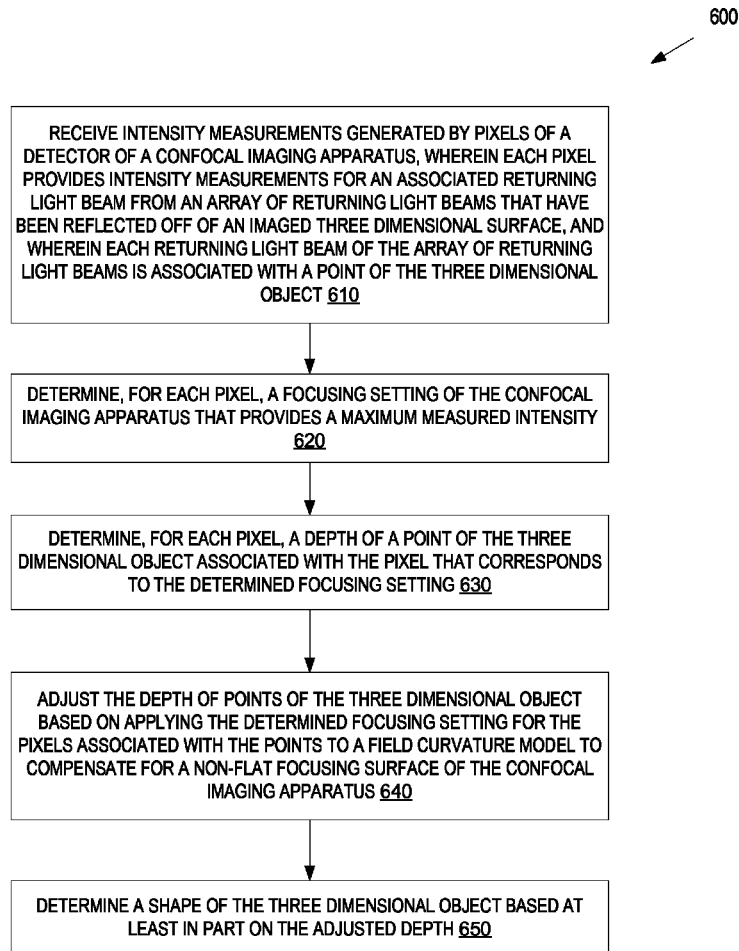 600
RECEIVE INTENSITY MEASUREMENTS GENERATED BY PIXELS OF A
DETECTOR OF A CONFOCAL IMAGING APPARATUS, WHEREIN EACH PIXEL
PROVIDES INTENSITY MEASUREMENTS FOR AN ASSOCIATED RETURNING
LIGHT BEAM FROM AN ARRAY OF RETURNING LIGHT BEAMS THAT HAVE
BEEN REFLECTED OFF OF AN IMAGED THREE DIMENSIONAL SURFACE, AND
WHEREIN EACH RETURNING LIGHT BEAM OF THE ARRAY OF RETURNING
LIGHT BEAMS IS ASSOCIATED WITH A POINT OF THE THREE DIMENSIONAL
OBJECT 610
DETERMINE, FOR EACH PIXEL, A FOCUSING SETTING OF THE CONFOCAL
IMAGING APPARATUS THAT PROVIDES A MAXIMUM MEASURED INTENSITY
620
DETERMINE, FOR EACH PIXEL, A DEPTH OF A POINT OF THE THREE
DIMENSIONAL OBJECT ASSOCIATED WITH THE PIXEL THAT CORRESPONDS
TO THE DETERMINED FOCUSING SETTING 630
ADJUST THE DEPTH OF POINTS OF THE THREE DIMENSIONAL OBJECT
BASED ON APPLYING THE DETERMINED FOCUSING SETTING FOR THE
PIXELS ASSOCIATED WITH THE POINTS TO A FIELD CURVATURE MODEL TO
COMPENSATE FOR A NON-FLAT FOCUSING SURFACE OF THE CONFOCAL
IMAGING APPARATUS 640
DETERMINE A SHAPE OF THE THREE DIMENSIONAL OBJECT BASED AT
LEAST IN PART ON THE ADJUSTED DEPTH 650